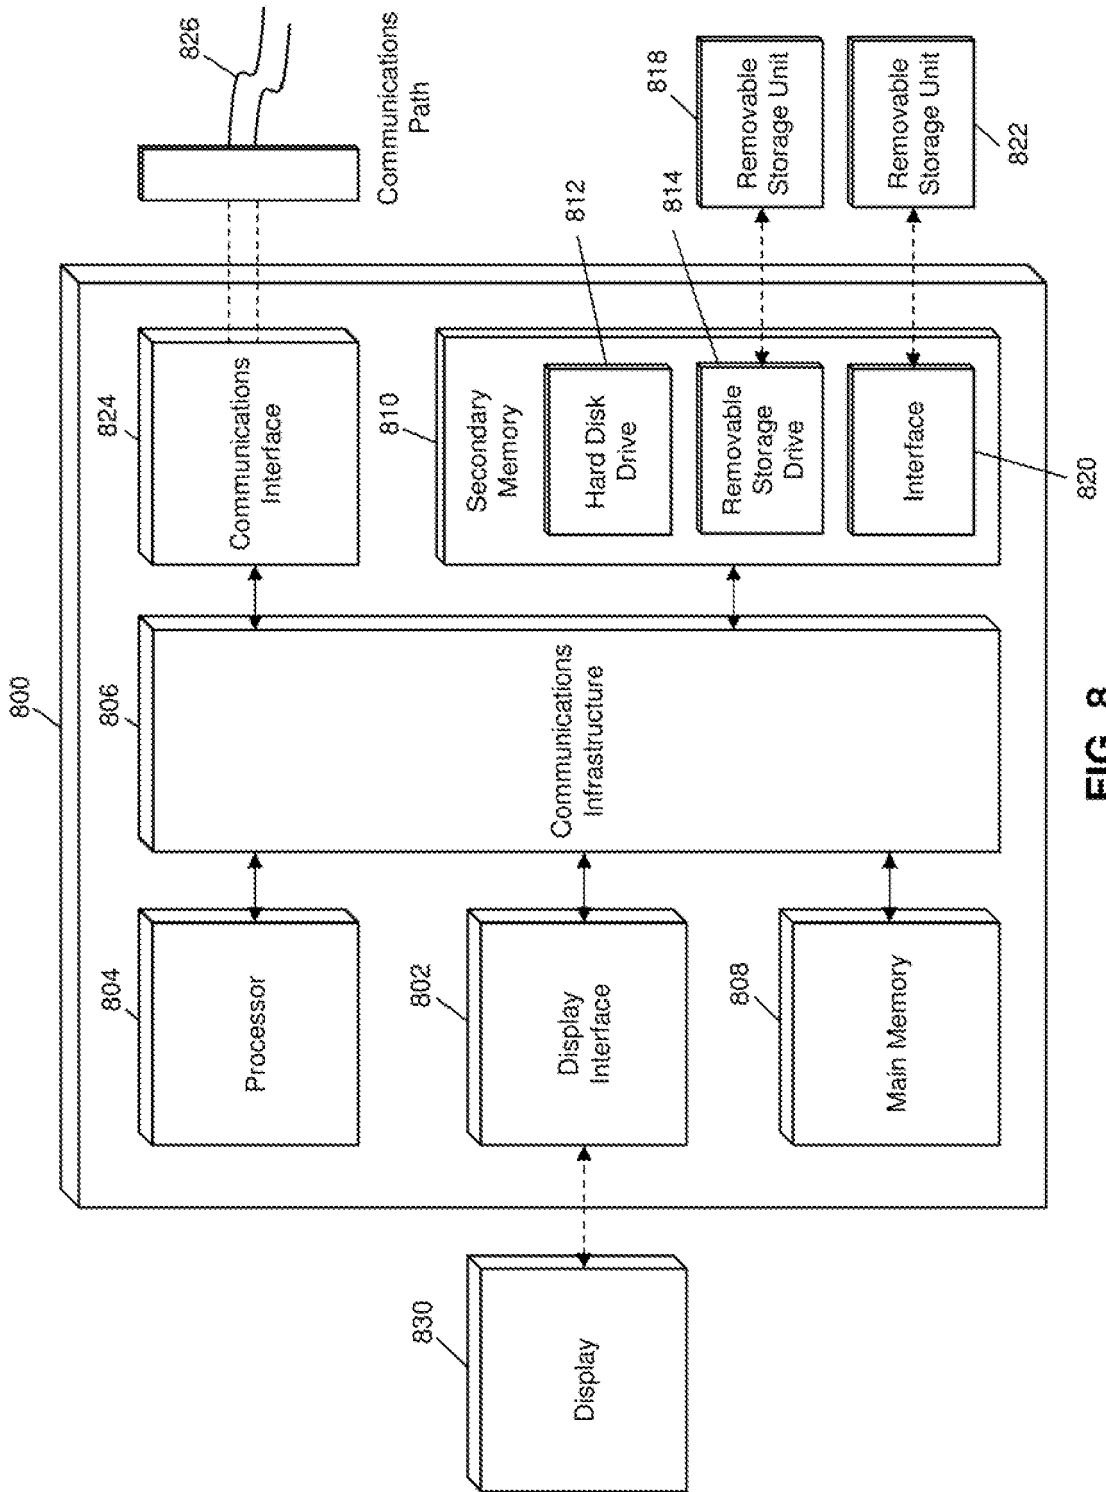 800
804
Processor
806
Communications
Infrastructure
824
Communications
Interface
826
Communications
Path
830
Display
802
Display
Interface
810
Secondary
Memory
812
Hard Disk
Drive
808
Main Memory
814
Removable
Storage
Drive
818
Removable
Storage Unit
820
Interface
822
Removable
Storage Unit
FIG. 8